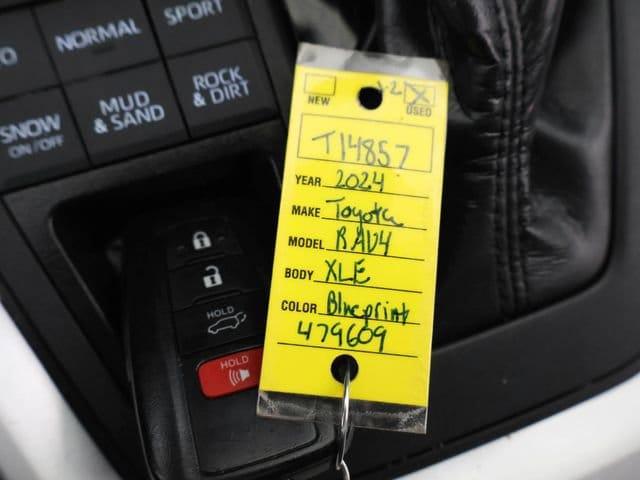 SPORT
NORMAL
ROCK
& DIRT
MUD
& SAND
SNOW
ON/OFF
HOLD
HOLD
NEW
USED
T14857
YEAR 2024
MAKE Toyota
MODEL RAV4
BODY XLE
COLOR Blueprint
479609